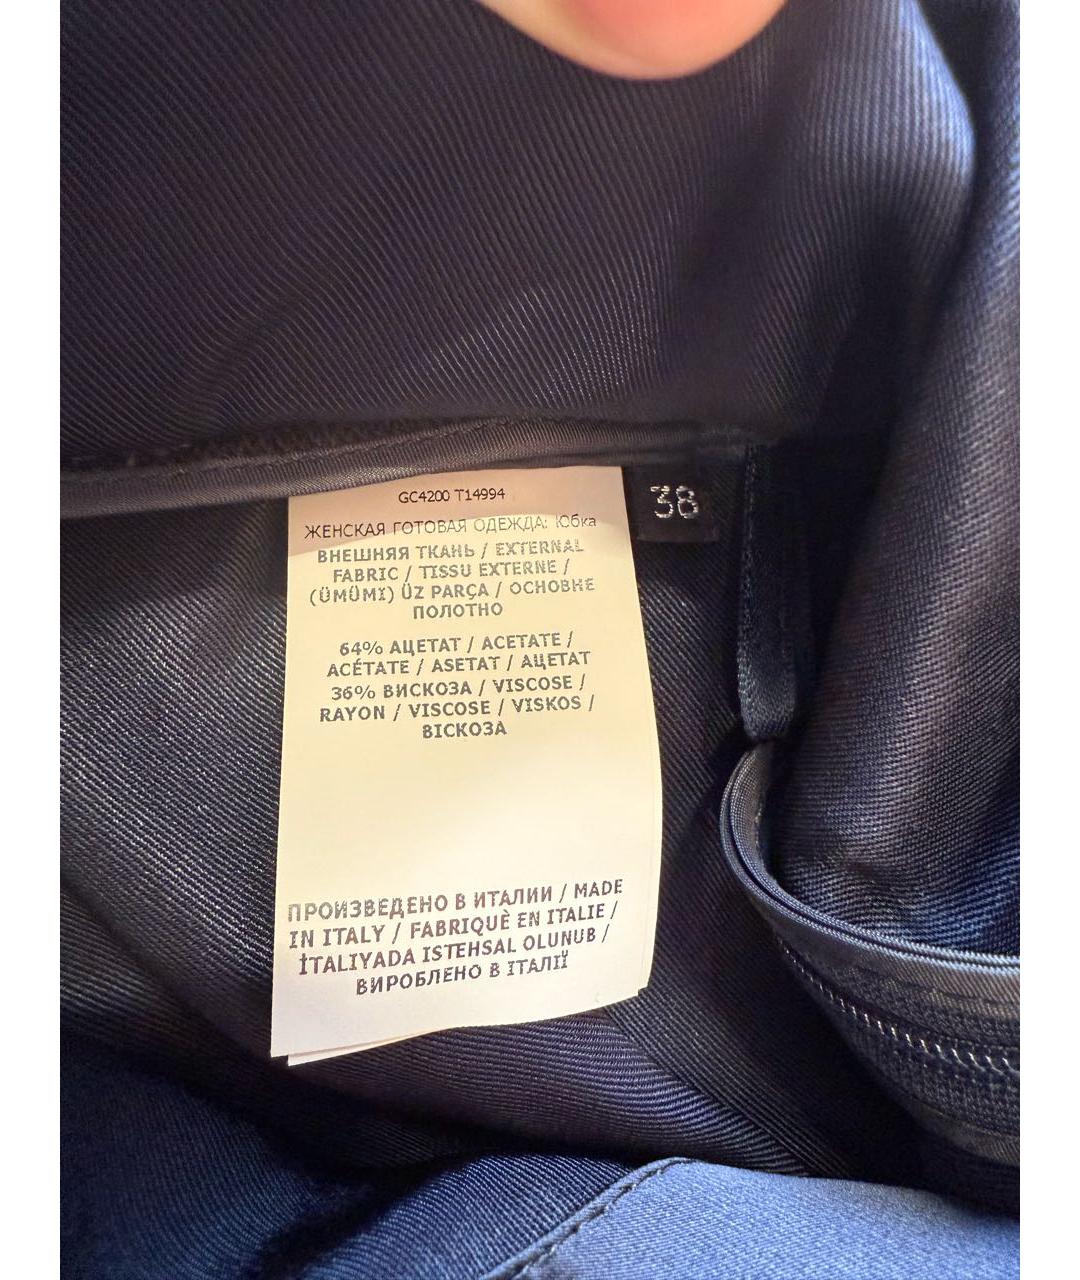 GC4200 T14994
38
ЖЕНСКАЯ ГОТОВАЯ ОДЕЖДА: Юбка
ВНЕШНЯЯ ТКАНЬ / EXTERNAL
FABRIC / TISSU EXTERNE /
(ÜMÜMI) ÜZ PARÇA / ОСНОВНЕ
ПОЛОТНО
64% АЦЕТАТ / ACETATE /
ACÉTATE / ASETAT / АЦЕТАТ
36% ВИСКОЗА / VISCOSE /
RAYON / VISCOSE / VİSKOS /
ВІСКОЗА
ПРОИЗВЕДЕНО В ИТАЛИИ / MADE
IN ITALY / FABRIQUÈ EN ITALIE /
İTALIYADA ISTEHSAL OLUNUB /
ВИРОБЛЕНО В ІТАЛІЇ